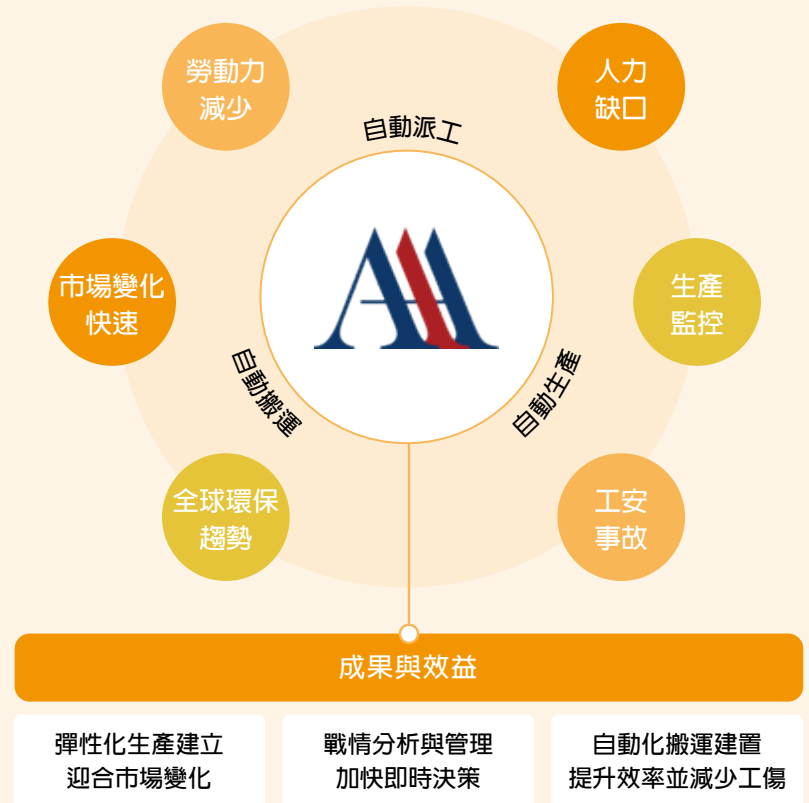 勞動力
減少
人力
缺口
自動派工
市場變化
快速
生產
監控
自動搬運
自動生產
全球環保
趨勢
工安
事故
成果與效益
彈性化生產建立
迎合市場變化
戰情分析與管理
加快即時決策
自動化搬運建置
提升效率並減少工傷